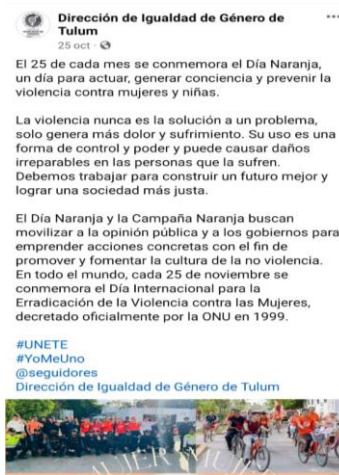 Dirección de Igualdad de Género de
Tulum
25 oct ·
El 25 de cada mes se conmemora el Día Naranja,
un día para actuar, generar conciencia y prevenir la
violencia contra mujeres y niñas.
La violencia nunca es la solución a un problema,
solo genera más dolor y sufrimiento. Su uso es una
forma de control y poder y puede causar daños
irreparables en las personas que la sufren.
Debemos trabajar para construir un futuro mejor y
lograr una sociedad más justa.
El Día Naranja y la Campaña Naranja buscan
movilizar a la opinión pública y a los gobiernos para
emprender acciones concretas con el fin de
promover y fomentar la cultura de la no violencia.
En todo el mundo, cada 25 de noviembre se
conmemora el Día Internacional para la
Erradicación de la Violencia contra las Mujeres,
decretado oficialmente por la ONU en 1999.
#UNETE
#YoMeUno
@seguidores
Dirección de Igualdad de Género de Tulum